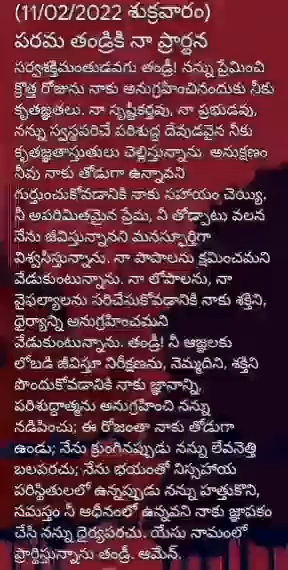 (11/02/2022 శుక్రవారం)
పరమ తండ్రికి నా ప్రార్థన
సర్వశక్తిమంతుడవగు తండ్రీ! నన్ను ప్రేమించి
క్రొత్త రోజును నాకు అనుగ్రహించినందుకు నీకు
కృతజ్ఞతలు. నా సృష్టికర్తవు, నా ప్రభుడవు,
నన్ను స్వస్థపరిచే పరిశుద్ధ దేవుడవైన నీకు
కృతజ్ఞతాస్తుతులు చెల్లిస్తున్నాను. అనుక్షణం
నీవు నాకు తోడుగా ఉన్నావని
గుర్తుంచుకోవడానికి నాకు సహాయం చెయ్యి.
నీ అపరిమితమైన ప్రేమ, నీ తోడ్పాటు వలన
నేను జీవిస్తున్నానని మనస్ఫూర్తిగా
విశ్వసిస్తున్నాను. నా పాపాలను క్షమించమని
వేడుకుంటున్నాను. నా లోపాలను, నా
వైఫల్యాలను సరిచేసుకోవడానికి నాకు శక్తిని,
ధైర్యాన్ని అనుగ్రహించమని
వేడుకుంటున్నాను. తండ్రీ! నీ ఆజ్ఞలకు
లోబడి జీవిస్తూ నిరీక్షణను, నెమ్మదిని, శక్తిని
పొందుకోవడానికి నాకు జ్ఞానాన్ని,
పరిశుద్ధాత్మను అనుగ్రహించి నన్ను
నడిపించు; ఈ రోజంతా నాకు తోడుగా
ఉండు; నేను క్రుంగినప్పుడు నన్ను లేవనెత్తి
బలపరచు; నేను భయంతో నిస్సహాయ
పరిస్థితులలో ఉన్నప్పుడు నన్ను హత్తుకొని,
సమస్తం నీ ఆధీనంలో ఉన్నవని నాకు జ్ఞాపకం
చేసి నన్ను ధైర్యపరచు. యేసు నామంలో
ప్రార్థిస్తున్నాను తండ్రీ. ఆమేన్.